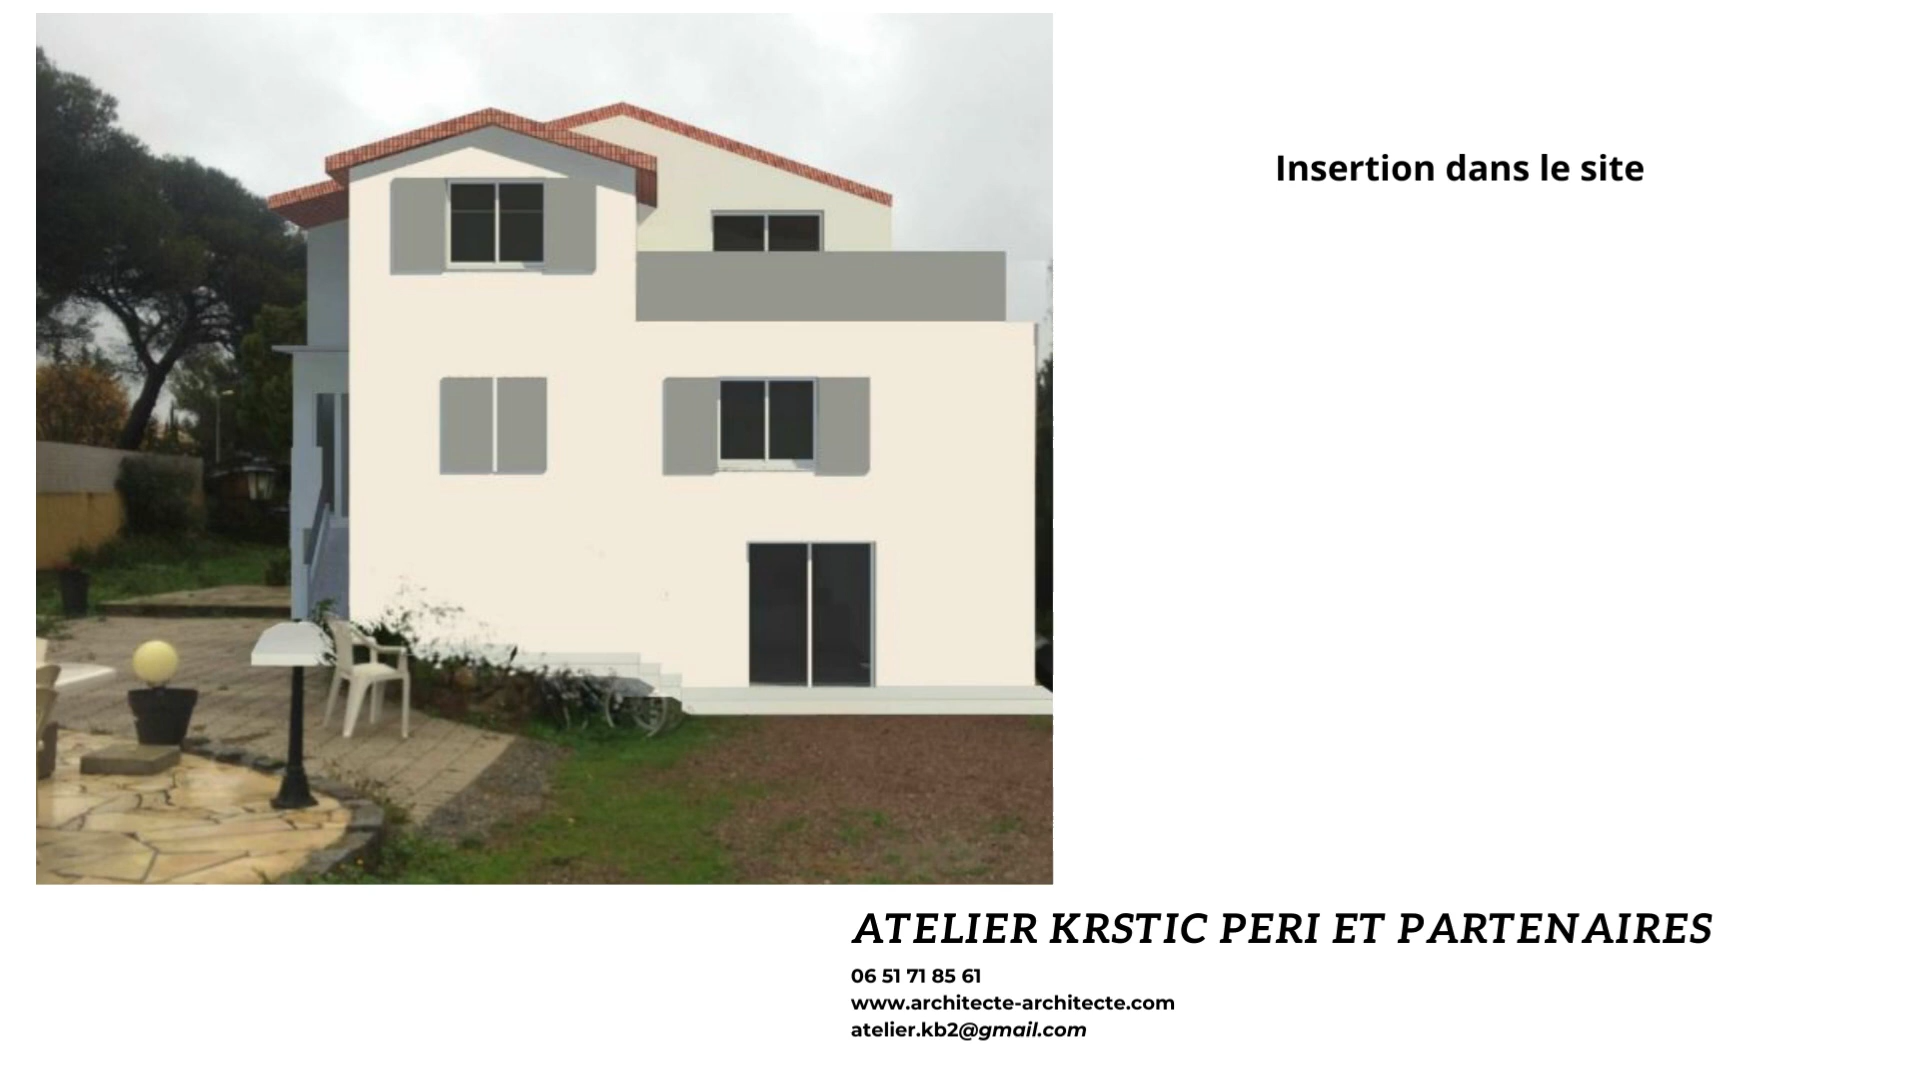 Insertion dans le site
ATELIER KRSTIC PERI ET PARTENAIRES
06 51 71 85 61
www.architecte-architecte.com
atelier.kb2@gmail.com